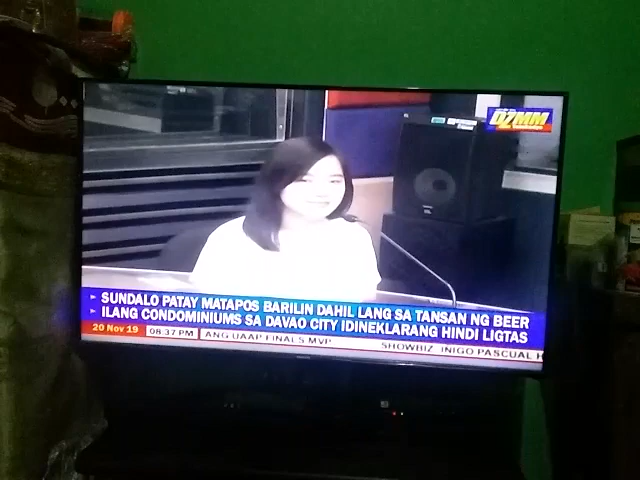 DZMM
SUNDALO PATAY MATAPOS BARILIN DAHIL LANG SA TANSAN NG BEER
ILANG CONDOMINIUMS SA DAVAO CITY IDINEKLARANG HINDI LIGTAS
20 Nov 19 08:37 PM ANG UAAP FINALS MVP SHOWBIZ: INIGO PASCUAL H